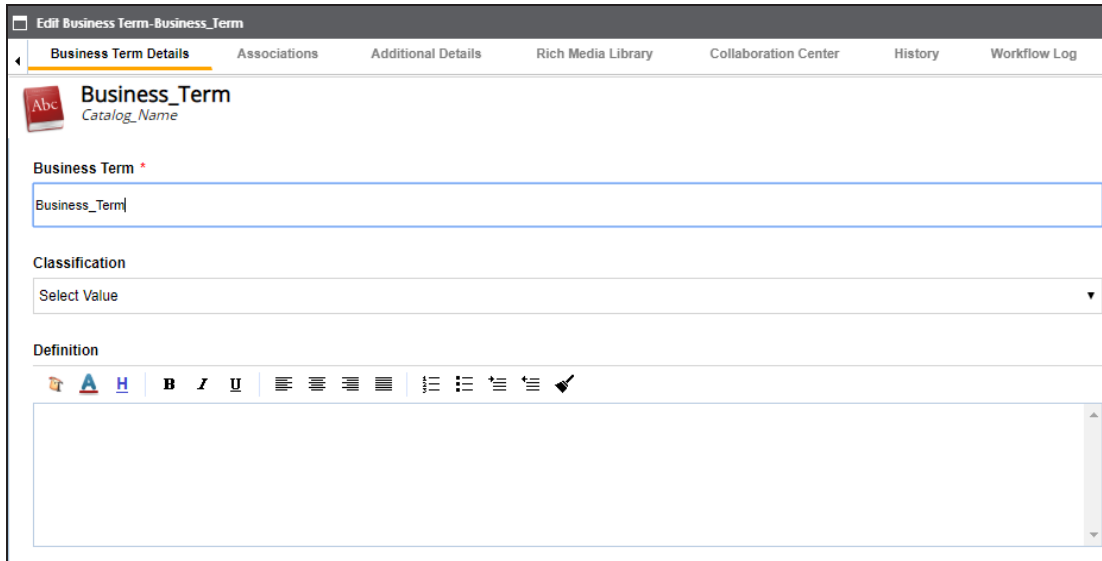 Edit Business Term-Business_Term
Business Term Details Associations Additional Details Rich Media Library Collaboration Center History Workflow Log
Abc
Business_Term
Catalog_Name
Business Term *
Business_Term
Classification
Select Value
Definition
A H B I U